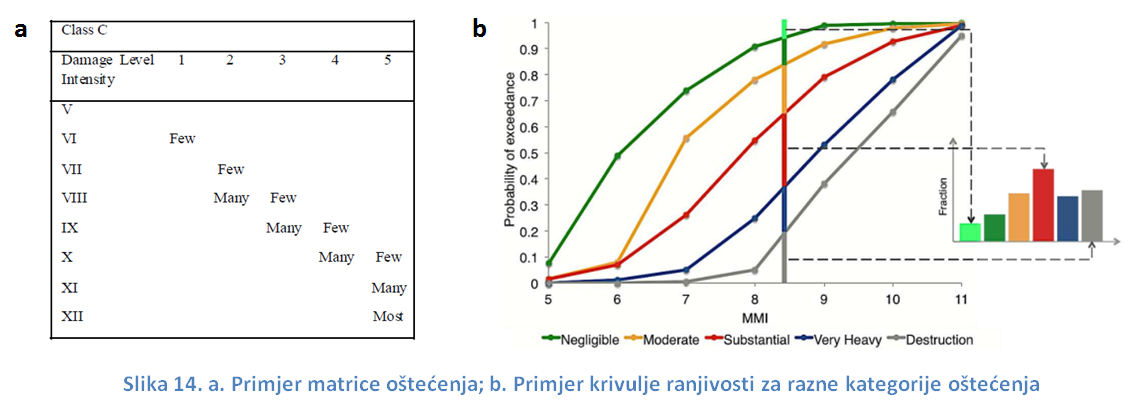 a
Class C
Damage Level 1 2 3 4 5
Intensity
V
VI Few
VII Few
VIII Many Few
IX Many Few
X Many Few
XI Many
XII Most
b
Probability of exceedance
1
0.9
0.8
0.7
0.6
0.5
0.4
0.3
0.2
0.1
0
5 6 7 8 9 10 11
MMI
Fraction
Negligible Moderate Substantial Very Heavy Destruction
Slika 14. a. Primjer matrice oštećenja; b. Primjer krivulje ranjivosti za razne kategorije oštećenja